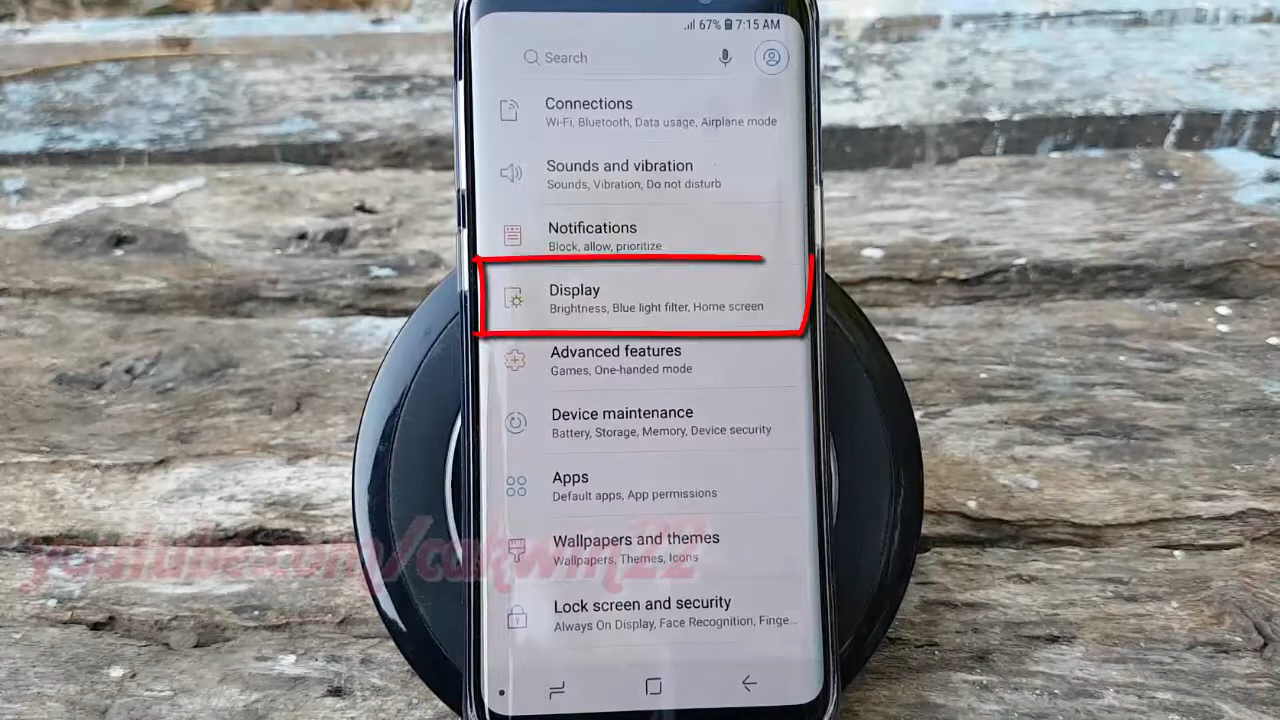 67% 7:15 AM
Search
Connections
Wi-Fi, Bluetooth, Data usage, Airplane mode
Sounds and vibration
Sounds, Vibration, Do not disturb
Notifications
Block, allow, prioritize
Display
Brightness, Blue light filter, Home screen
Advanced features
Games, One-handed mode
Device maintenance
Battery, Storage, Memory, Device security
Apps
Default apps, App permissions
Wallpapers and themes
youtube.com/cakwin22
Wallpapers, Themes, Icons
Lock screen and security
Always On Display, Face Recognition, Finge...